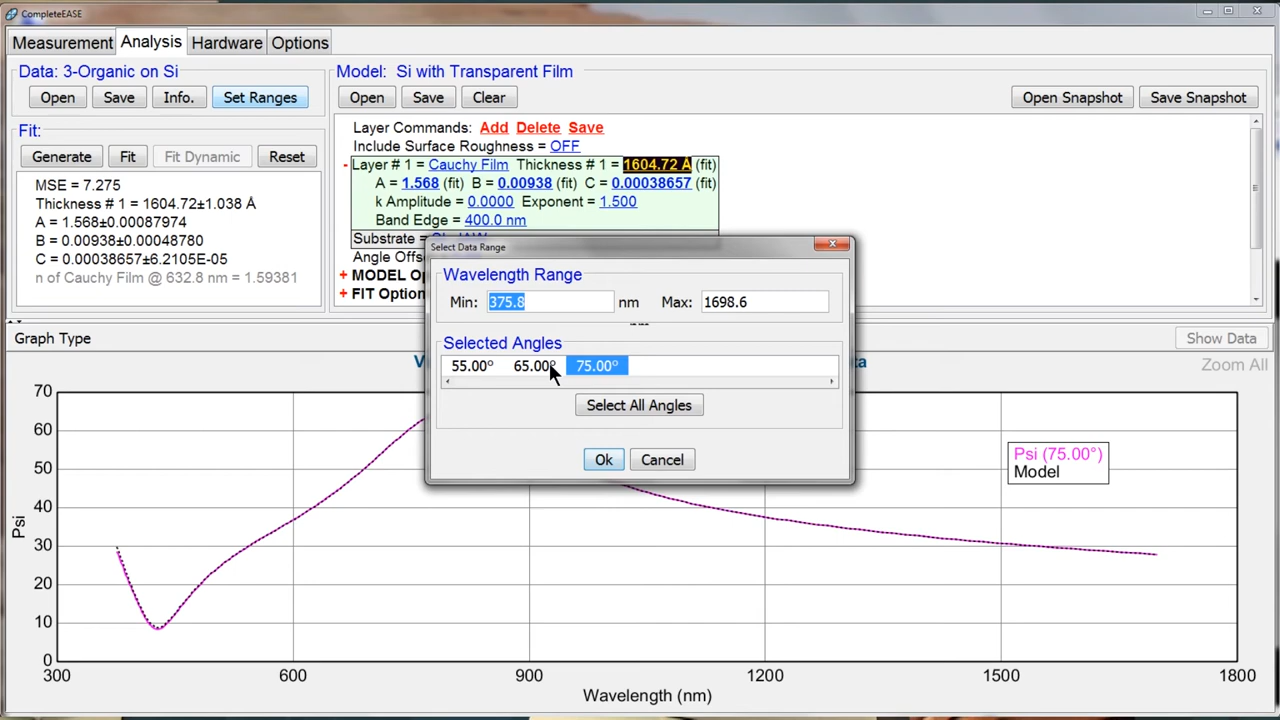 CompleteEASE
Measurement Analysis Hardware Options
Data: 3-Organic on Si
Open Save Info. Set Ranges
Fit:
Generate Fit Fit Dynamic Reset
MSE = 7.275
Thickness # 1 = 1604.72±1.038 Å
A = 1.568±0.00087974
B = 0.00938±0.00048780
C = 0.00038657±6.2105E-05
n of Cauchy Film @ 632.8 nm = 1.59381
Model: Si with Transparent Film
Open Save Clear Open Snapshot Save Snapshot
Layer Commands: Add Delete Save
Include Surface Roughness = OFF
- Layer # 1 = Cauchy Film Thickness # 1 = 1604.72 Å (fit)
A = 1.568 (fit) B = 0.00938 (fit) C = 0.00038657 (fit)
k Amplitude = 0.0000 Exponent = 1.500
Band Edge = 400.0 nm
Substrate =
Angle Offs
+ MODEL Op
+ FIT Option
Select Data Range
Wavelength Range
Min: 375.8 nm Max: 1698.6
Selected Angles
55.00º 65.00º 75.00º
Select All Angles
Ok Cancel
Graph Type Show Data
Zoom All
70
60
50
40
30
20
10
0
Psi
Psi (75.00°)
Model
300 600 900 1200 1500 1800
Wavelength (nm)